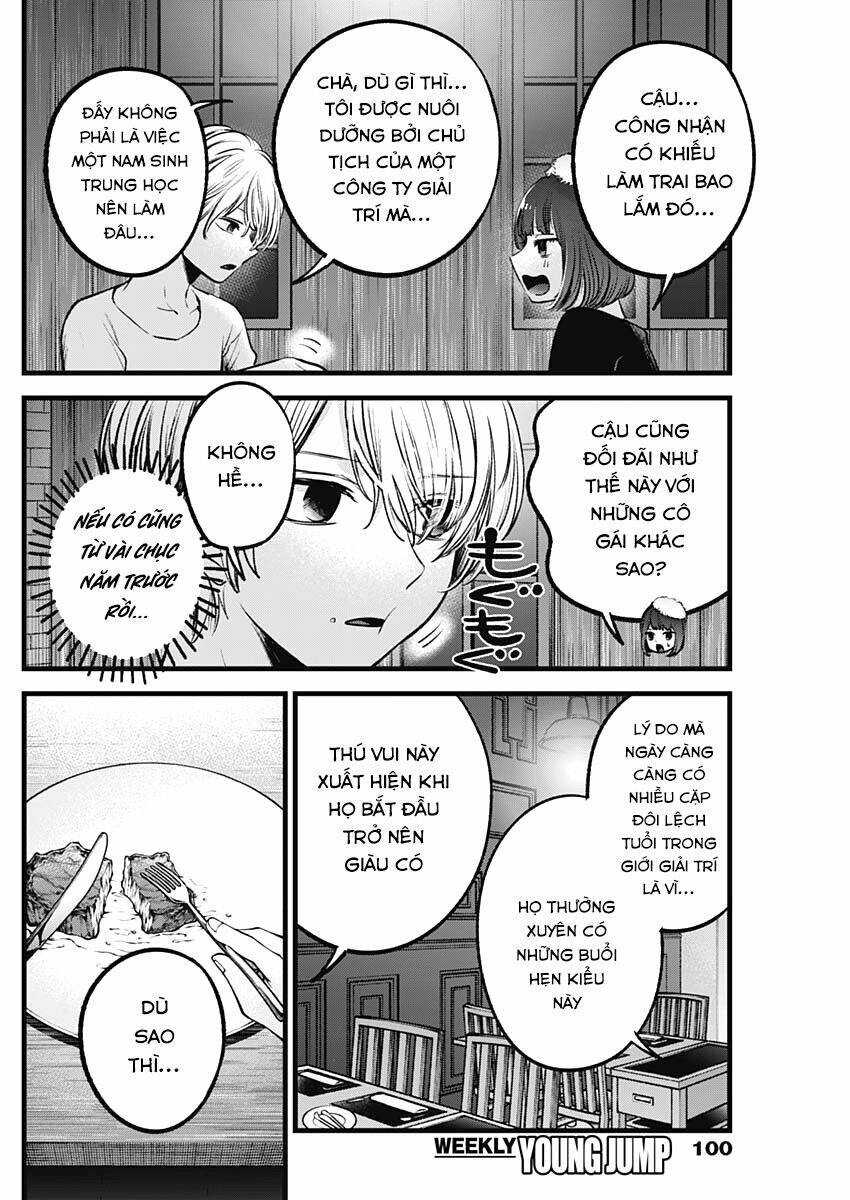 CẬU...
CÔNG NHẬN
CÓ KHIẾU
LÀM TRAI BAO
LẮM ĐÓ...
CHÀ, DÙ GÌ THÌ...
TÔI ĐƯỢC NUÔI
DƯỠNG BỞI CHỦ
TỊCH CỦA MỘT
CÔNG TY GIẢI
TRÍ MÀ...
ĐẤY KHÔNG
PHẢI LÀ VIỆC
MỘT NAM SINH
TRUNG HỌC
NÊN LÀM
ĐÂU...
CẬU CŨNG
ĐỐI ĐÃI NHƯ
THẾ NÀY VỚI
NHỮNG CÔ
GÁI KHÁC
SAO?
もぐもぐ
KHÔNG
HỀ...
NẾU CÓ CŨNG
TỪ VÀI CHỤC
NĂM TRƯỚC
RỒI...
LÝ DO MÀ
NGÀY CÀNG
CÀNG CÓ
NHIỀU CẶP
ĐÔI LỆCH
TUỔI TRONG
GIỚI GIẢI TRÍ
LÀ VÌ...
HỌ THƯỜNG
XUYÊN CÓ
NHỮNG BUỔI
HẸN KIỂU
NÀY
THÚ VUI NÀY
XUẤT HIỆN KHI
HỌ BẮT ĐẦU
TRỞ NÊN
GIÀU CÓ
DÙ
SAO
THÌ...
WEEKLY YOUNG JUMP 100